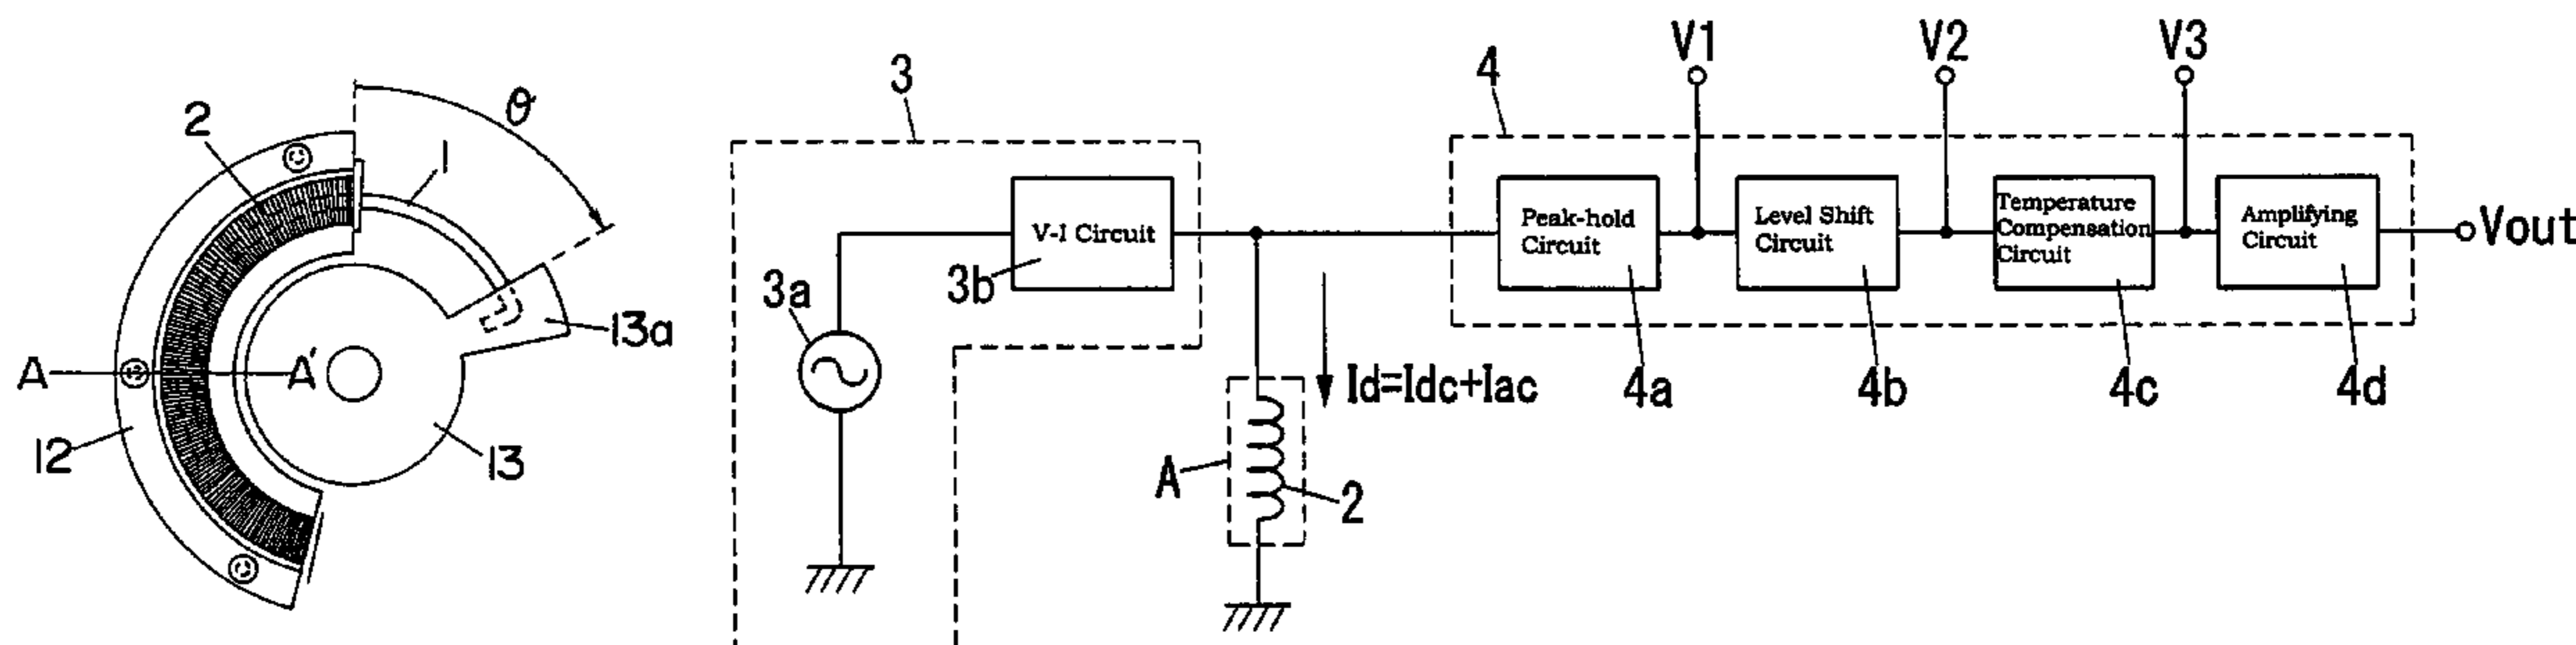 2
θ
1
A
A'
13a
12
13
3
V-I Circuit
3a
3b
Id=Idc+Iac
A
2
4
V1
V2
V3
Peak-hold
Circuit
Level Shift
Circuit
Temperature
Compensation
Circuit
Amplifying
Circuit
Vout
4a
4b
4c
4d